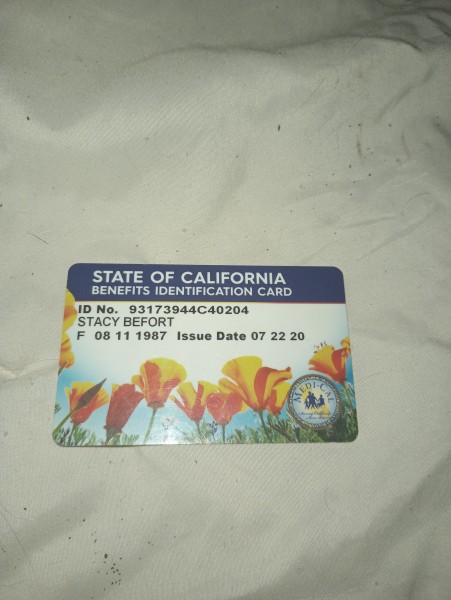 STATE OF CALIFORNIA
BENEFITS IDENTIFICATION CARD
ID No. 93173944C40204
STACY BEFORT
F 08 11 1987 Issue Date 07 22 20
MEDI-CAL